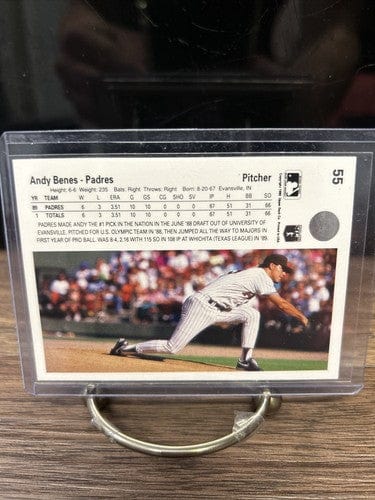 Andy Benes - Padres Pitcher 55
Height: 6-6 Weight: 235 Bats: Right Throws: Right Born: 8-20-67 Evansville, IN
YR TEAM W L ERA G GS CG SHO SV IP H R BB SO
89 PADRES 6 3 3.51 10 10 0 0 0 67 51 31 66
1 TOTALS 6 3 3.51 10 10 0 0 0 67 51 31 66
PADRES MADE ANDY THE #1 PICK IN THE NATION IN THE JUNE '88 DRAFT OUT OF UNIVERSITY OF
EVANSVILLE, PITCHED FOR U.S. OLYMPIC TEAM IN '88, THEN JUMPED ALL THE WAY TO MAJORS IN
FIRST YEAR OF PRO BALL. WAS 8-4, 2.16 WITH 115 SO IN 108 IP AT WHICHITA (TEXAS LEAGUE) IN '89.